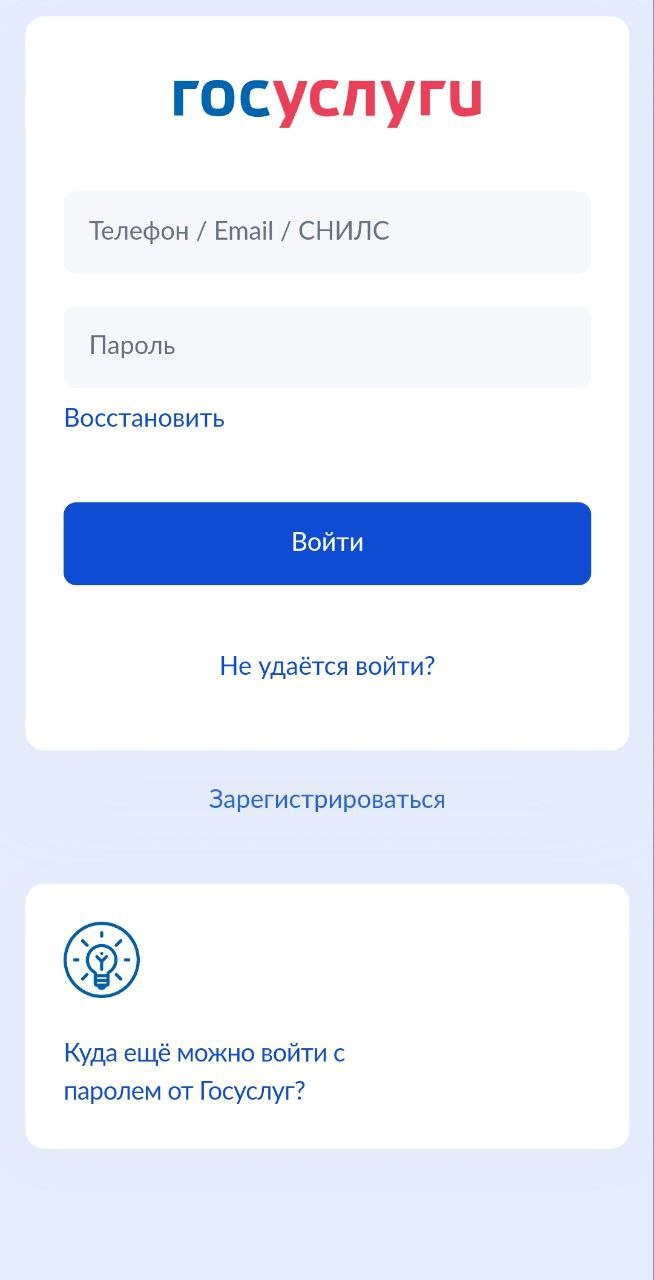 госуслуги
Телефон / Email / СНИЛС
Пароль
Восстановить
Войти
Не удаётся войти?
Зарегистрироваться
Куда ещё можно войти с
паролем от Госуслуг?